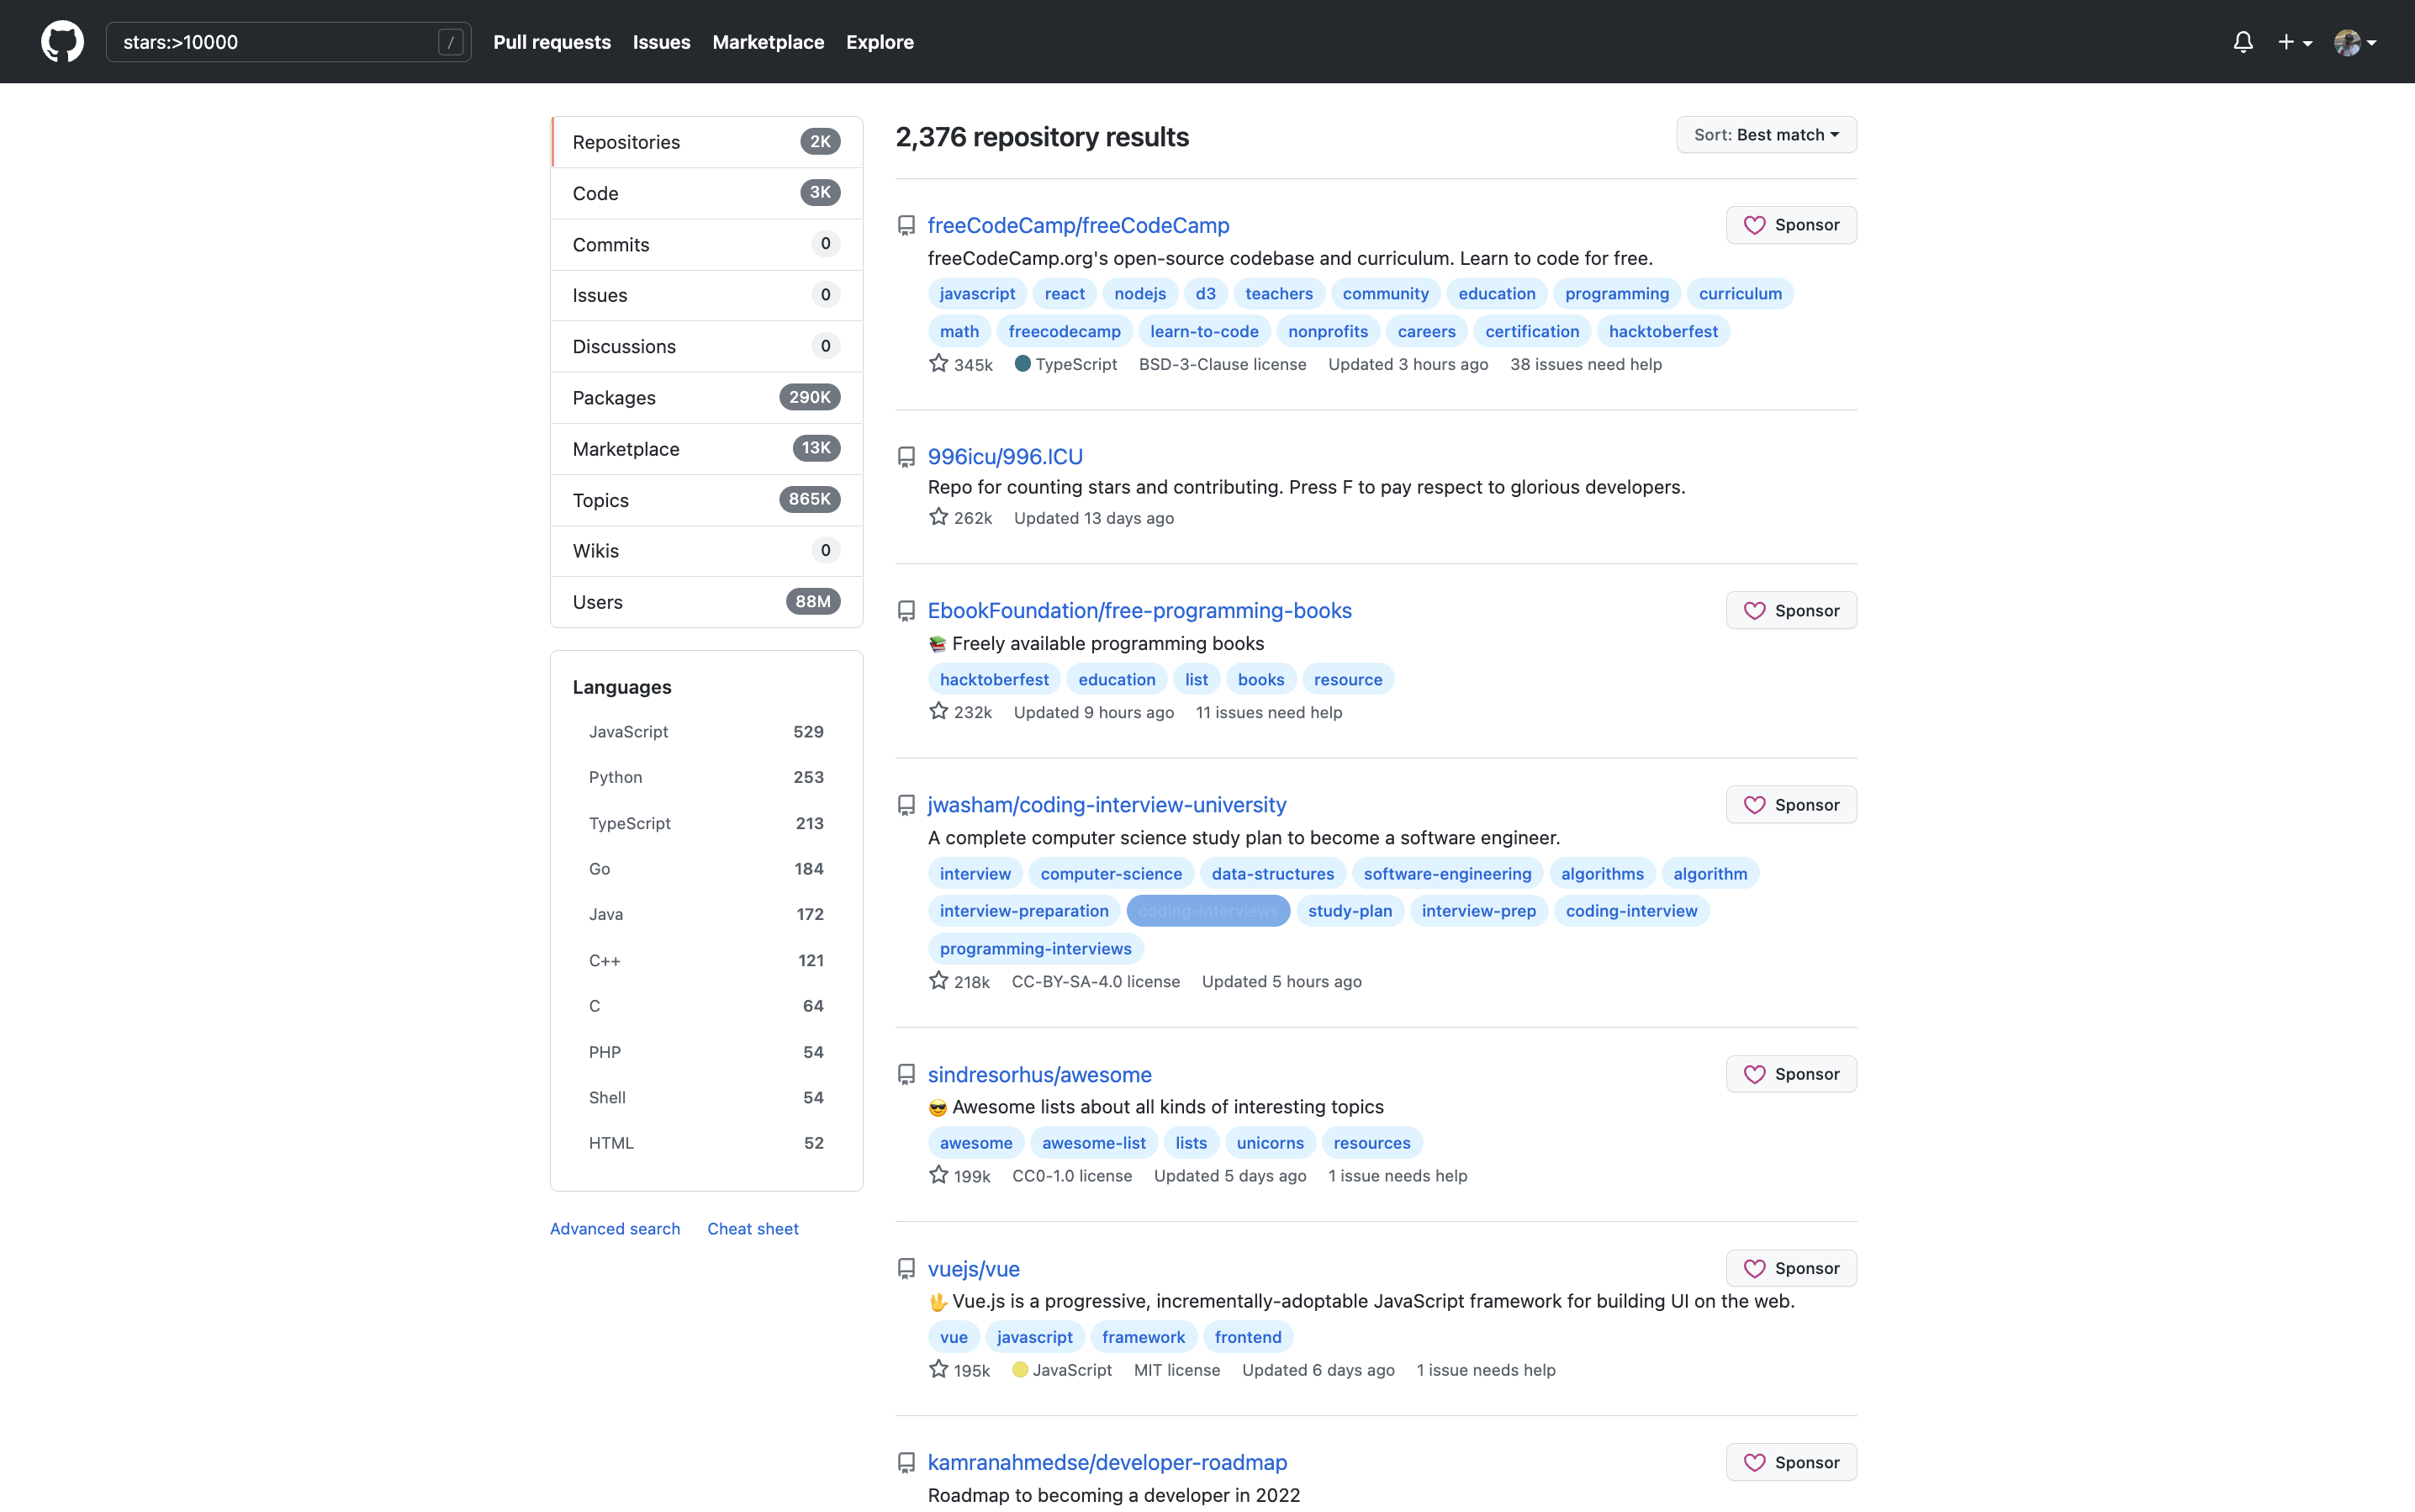 stars:>10000 /
Pull requests Issues Marketplace Explore
Repositories 2K
Code 3K
Commits 0
Issues 0
Discussions 0
Packages 290K
Marketplace 13K
Topics 865K
Wikis 0
Users 88M
Languages
JavaScript 529
Python 253
TypeScript 213
Go 184
Java 172
C++ 121
C 64
PHP 54
Shell 54
HTML 52
Advanced search Cheat sheet
2,376 repository results
Sort: Best match
freeCodeCamp/freeCodeCamp
Sponsor
freeCodeCamp.org's open-source codebase and curriculum. Learn to code for free.
javascript react nodejs d3 teachers community education programming curriculum
math freecodecamp learn-to-code nonprofits careers certification hacktoberfest
345k TypeScript BSD-3-Clause license Updated 3 hours ago 38 issues need help
996icu/996.ICU
Repo for counting stars and contributing. Press F to pay respect to glorious developers.
262k Updated 13 days ago
EbookFoundation/free-programming-books
Sponsor
Freely available programming books
hacktoberfest education list books resource
232k Updated 9 hours ago 11 issues need help
jwasham/coding-interview-university
Sponsor
A complete computer science study plan to become a software engineer.
interview computer-science data-structures software-engineering algorithms algorithm
interview-preparation coding-interviews study-plan interview-prep coding-interview
programming-interviews
218k CC-BY-SA-4.0 license Updated 5 hours ago
sindresorhus/awesome
Sponsor
Awesome lists about all kinds of interesting topics
awesome awesome-list lists unicorns resources
199k CC0-1.0 license Updated 5 days ago 1 issue needs help
vuejs/vue
Sponsor
Vue.js is a progressive, incrementally-adoptable JavaScript framework for building UI on the web.
vue javascript framework frontend
195k JavaScript MIT license Updated 6 days ago 1 issue needs help
kamranahmedse/developer-roadmap
Sponsor
Roadmap to becoming a developer in 2022